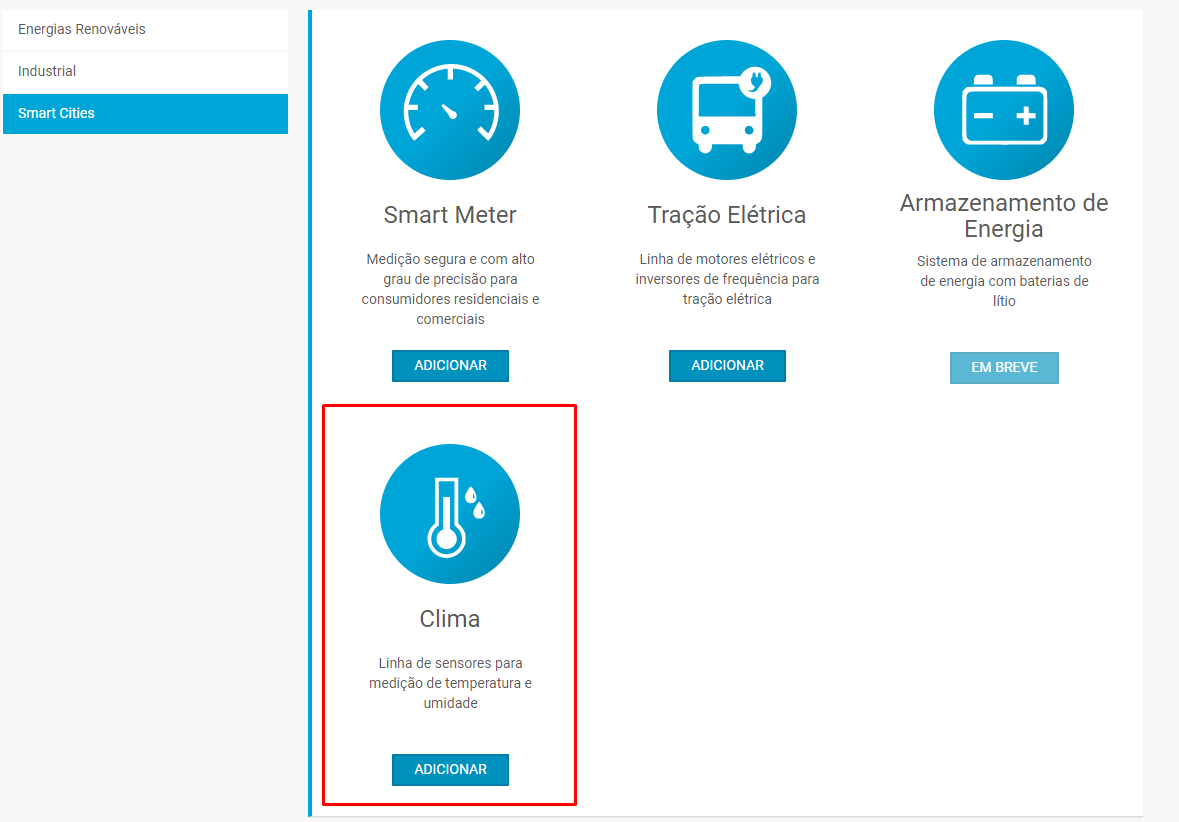 Energias Renováveis
Industrial
Smart Cities
Smart Meter
Medição segura e com alto
grau de precisão para
consumidores residenciais e
comerciais
ADICIONAR
Tração Elétrica
Linha de motores elétricos e
inversores de frequência para
tração elétrica
ADICIONAR
Armazenamento de
Energia
Sistema de armazenamento
de energia com baterias de
lítio
EM BREVE
Clima
Linha de sensores para
medição de temperatura e
umidade
ADICIONAR